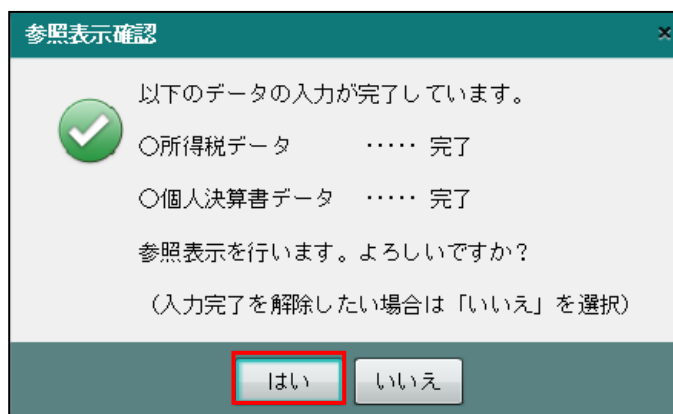 参照表示確認
以下のデータの入力が完了しています。
○所得税データ ・・・・・ 完了
○個人決算書データ ・・・・・ 完了
参照表示を行います。よろしいですか?
（入力完了を解除したい場合は「いいえ」を選択）
はい いいえ